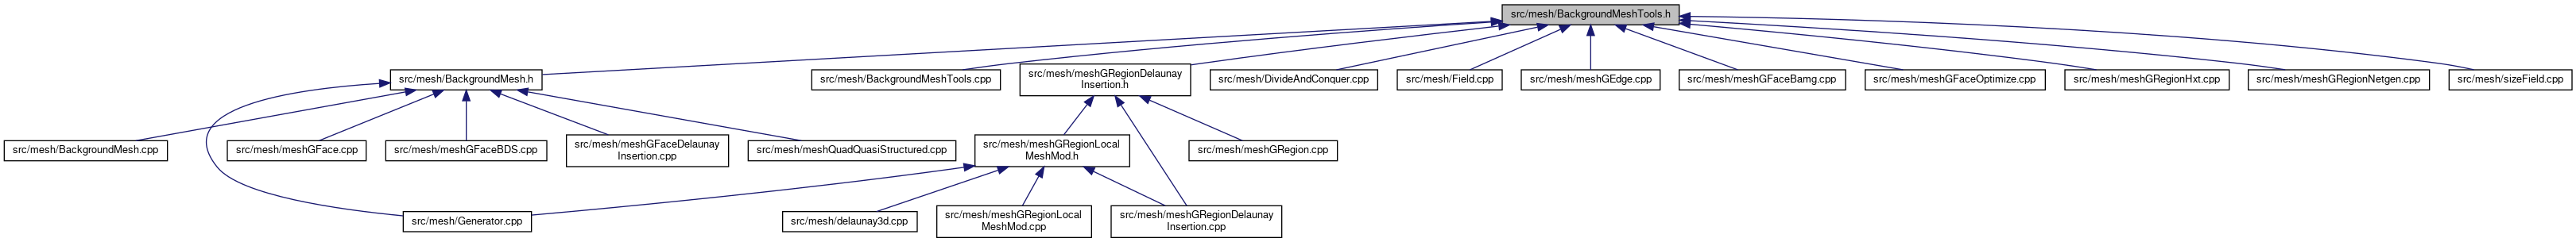 src/mesh/BackgroundMeshTools.h
src/mesh/BackgroundMesh.h
src/mesh/BackgroundMeshTools.cpp
src/mesh/meshGRegionDelaunay
Insertion.h
src/mesh/DivideAndConquer.cpp
src/mesh/Field.cpp
src/mesh/meshGEdge.cpp
src/mesh/meshGFaceBamg.cpp
src/mesh/meshGFaceOptimize.cpp
src/mesh/meshGRegionHxt.cpp
src/mesh/meshGRegionNetgen.cpp
src/mesh/sizeField.cpp
src/mesh/BackgroundMesh.cpp
src/mesh/meshGFace.cpp
src/mesh/meshGFaceBDS.cpp
src/mesh/meshGFaceDelaunay
Insertion.cpp
src/mesh/meshQuadQuasiStructured.cpp
src/mesh/meshGRegionLocal
MeshMod.h
src/mesh/meshGRegion.cpp
src/mesh/Generator.cpp
src/mesh/delaunay3d.cpp
src/mesh/meshGRegionLocal
MeshMod.cpp
src/mesh/meshGRegionDelaunay
Insertion.cpp